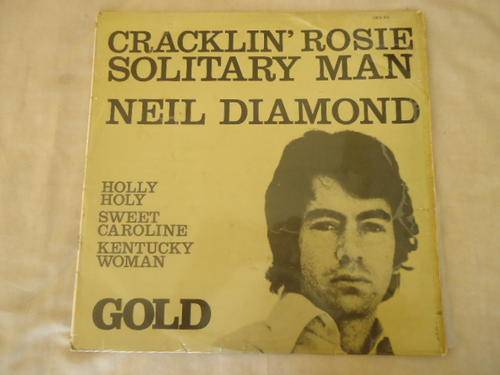 CRACKLIN' ROSIE
SOLITARY MAN
NEIL DIAMOND
HOLLY
HOLY
SWEET
CAROLINE
KENTUCKY
WOMAN
GOLD